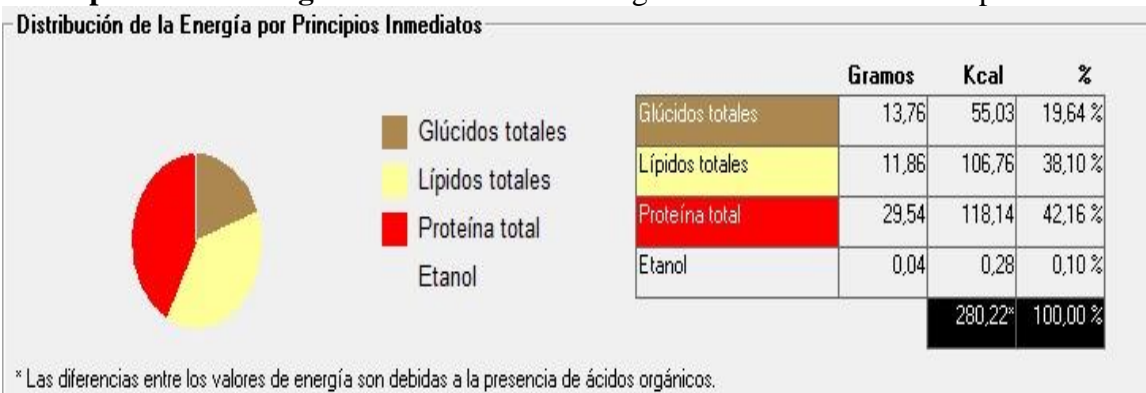 Distribución de la Energía por Principios Inmediatos
Glúcidos totales
Lípidos totales
Proteína total
Etanol
Gramos Kcal %
Glúcidos totales 13,76 55,03 19,64 %
Lípidos totales 11,86 106,76 38,10 %
Proteína total 29,54 118,14 42,16 %
Etanol 0,04 0,28 0,10 %
280,22* 100,00 %
* Las diferencias entre los valores de energía son debidas a la presencia de ácidos orgánicos.